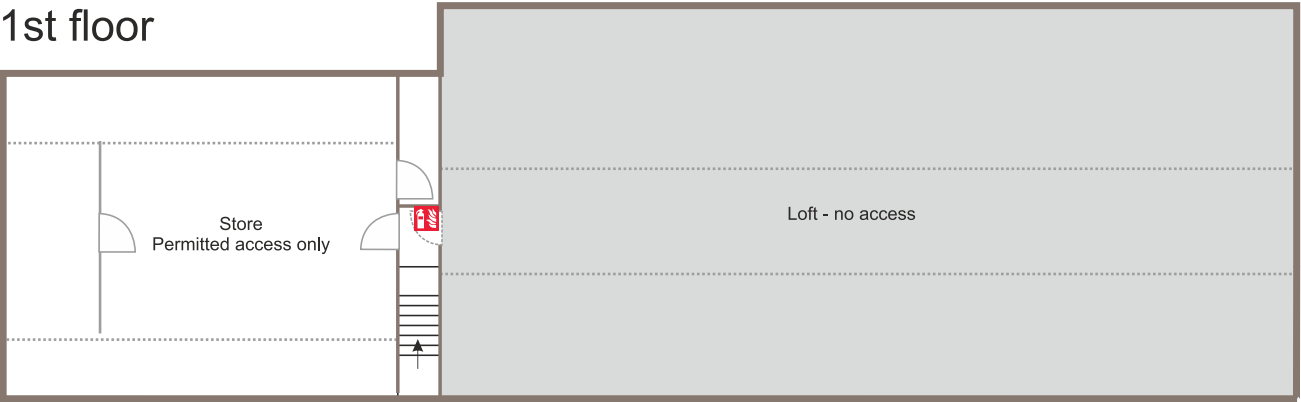 1st floor
Store
Permitted access only
Loft - no access